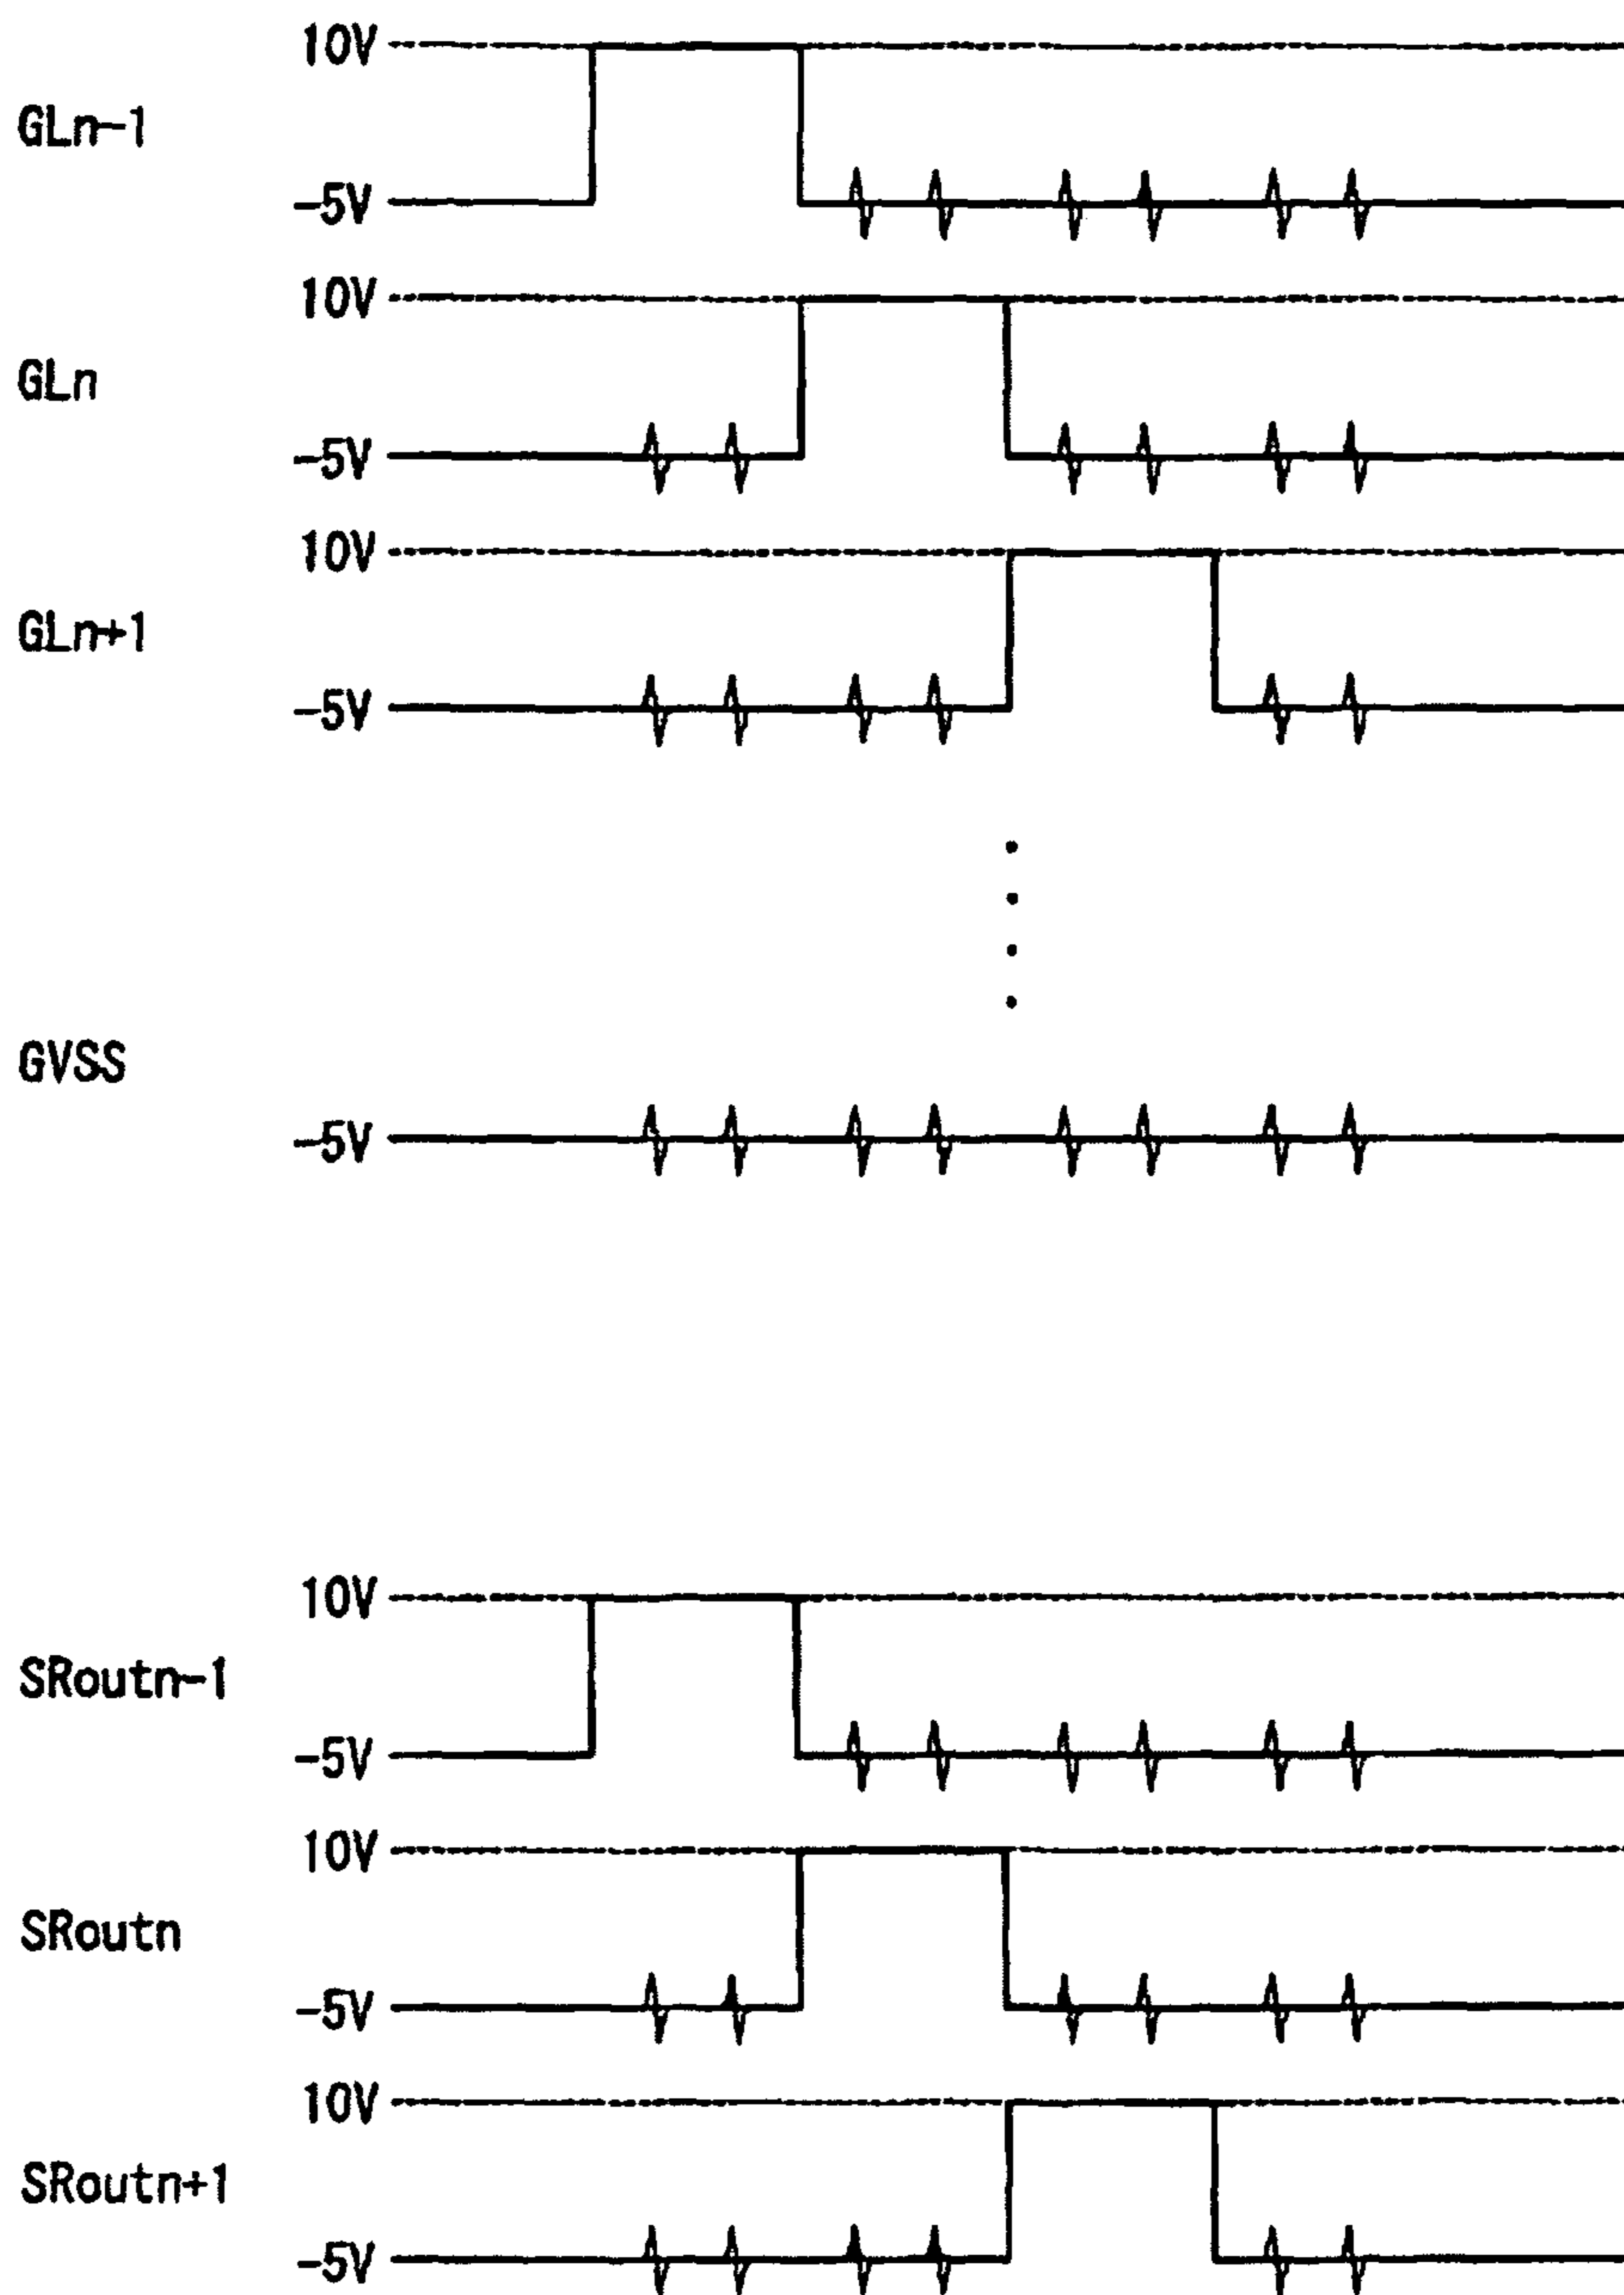 10V
GLn-1
-5V
10V
GLn
-5V
10V
GLn+1
-5V
GVSS
-5V
10V
SRoutn-1
-5V
10V
SRoutn
-5V
10V
SRoutn+1
-5V